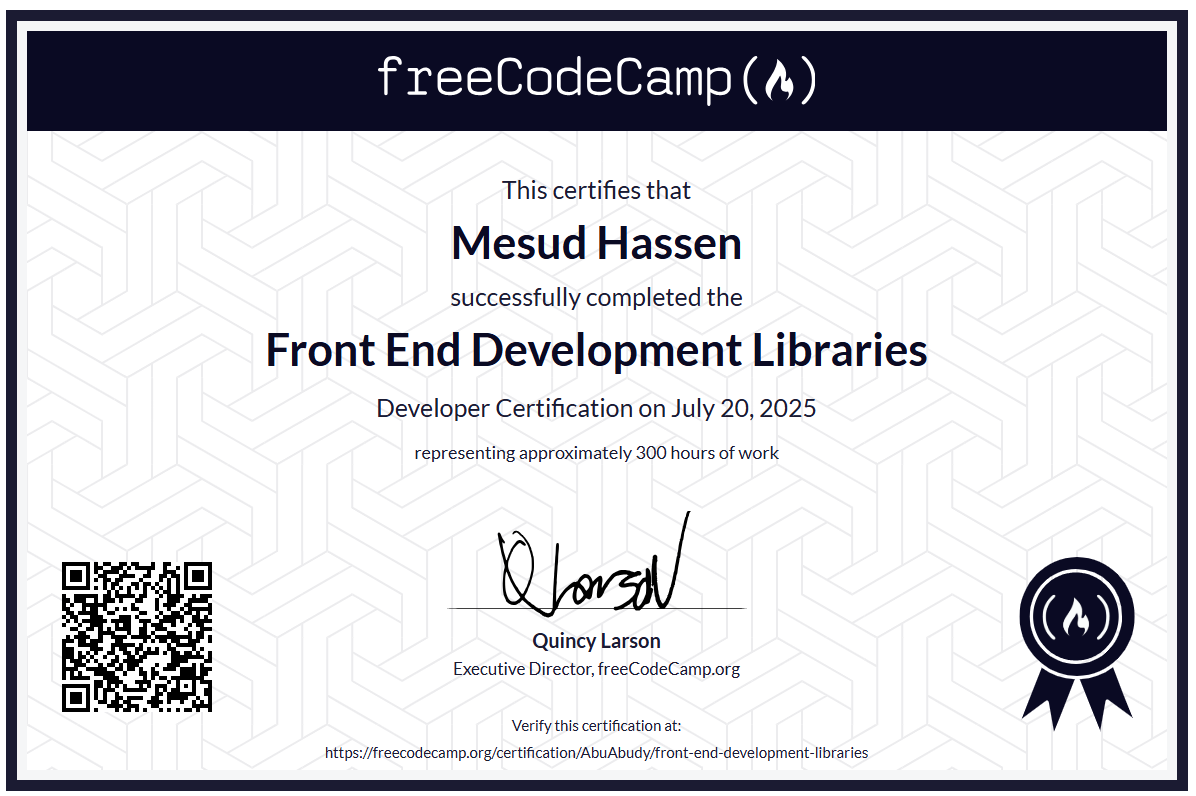 freeCodeCamp
This certifies that
Mesud Hassen
successfully completed the
Front End Development Libraries
Developer Certification on July 20, 2025
representing approximately 300 hours of work
Quincy Larson
Executive Director, freeCodeCamp.org
Verify this certification at:
https://freecodecamp.org/certification/AbuAbudy/front-end-development-libraries